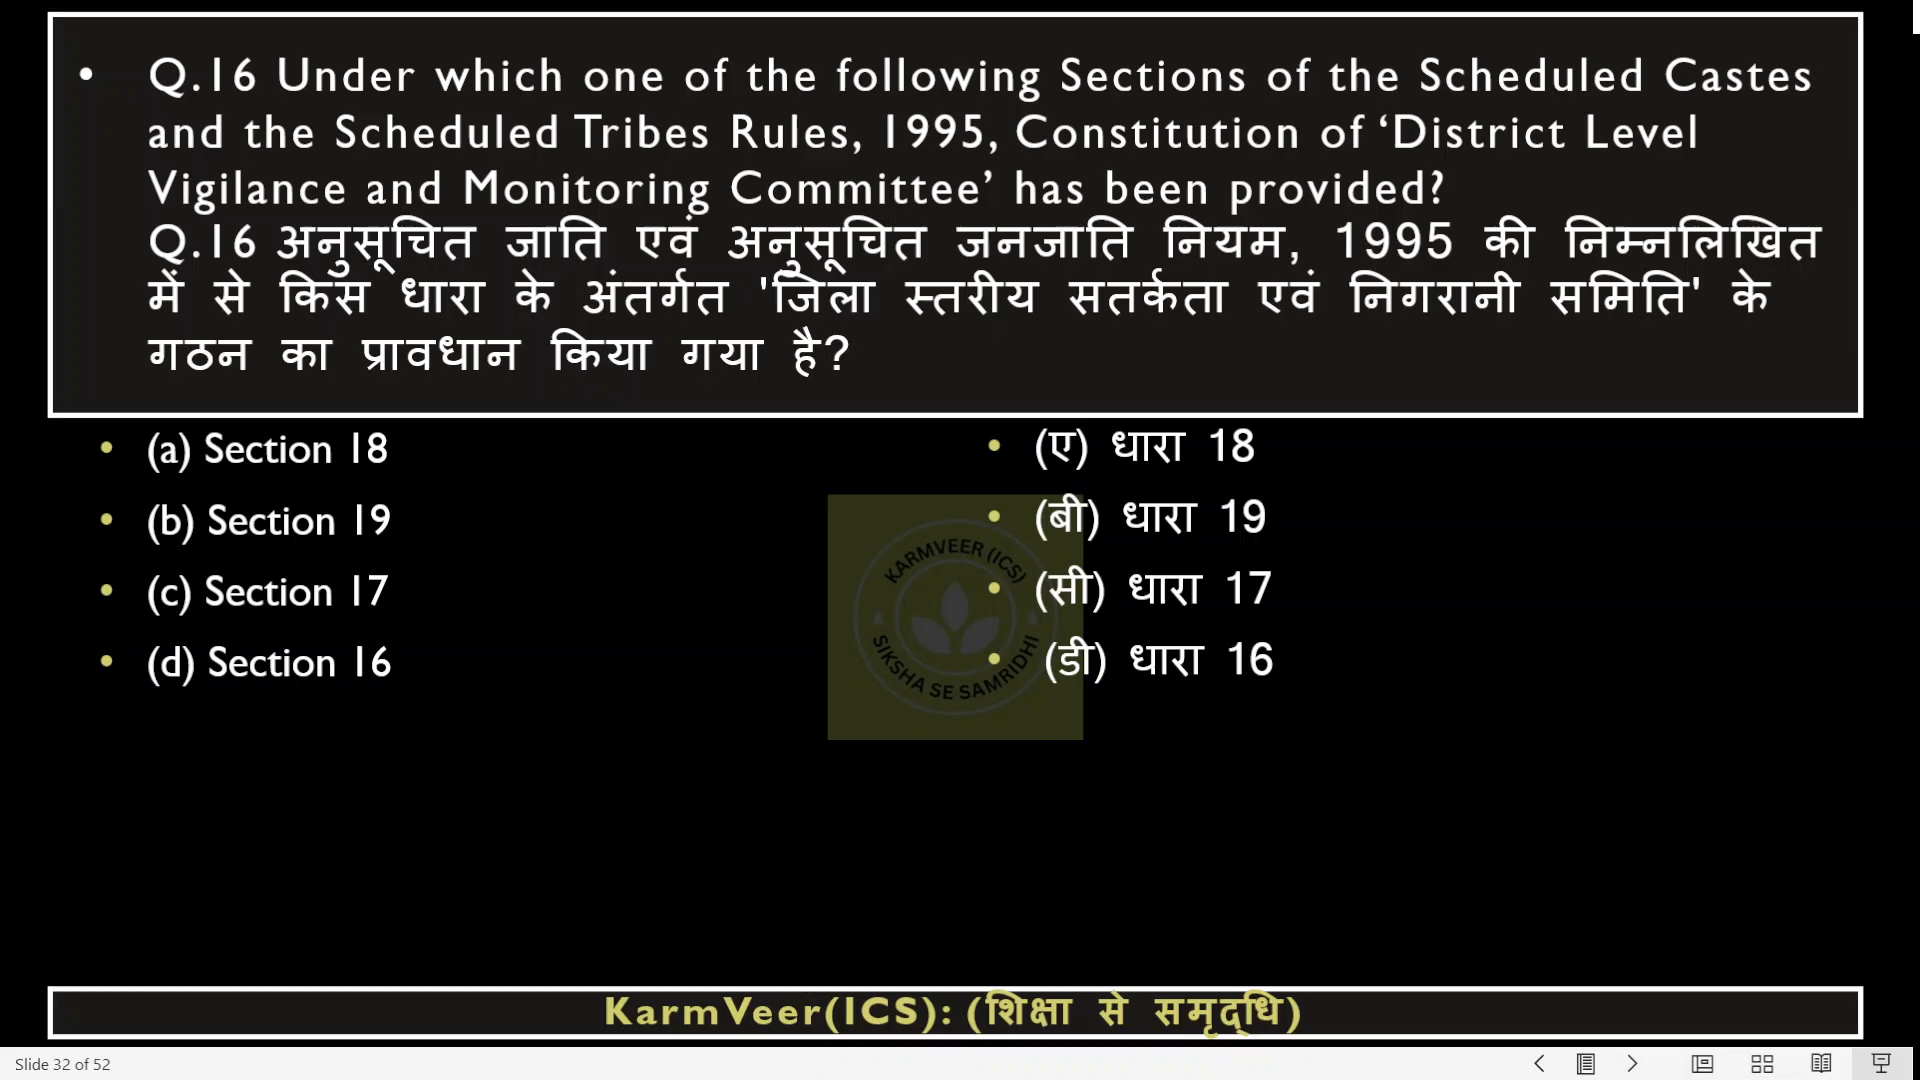 • Q.16 Under which one of the following Sections of the Scheduled Castes
and the Scheduled Tribes Rules, 1995, Constitution of ‘District Level
Vigilance and Monitoring Committee’ has been provided?
Q.16 अनुसूचित जाति एवं अनुसूचित जनजाति नियम, 1995 की निम्नलिखित
में से किस धारा के अंतर्गत 'जिला स्तरीय सतर्कता एवं निगरानी समिति' के
गठन का प्रावधान किया गया है?
• (a) Section 18
• (b) Section 19
• (c) Section 17
• (d) Section 16
• (ए) धारा 18
• (बी) धारा 19
• (सी) धारा 17
• (डी) धारा 16
KARMVEER (ICS)
SIKSHA SE SAMRIDHI
KarmVeer(ICS): (शिक्षा से समृद्धि)
Slide 32 of 52